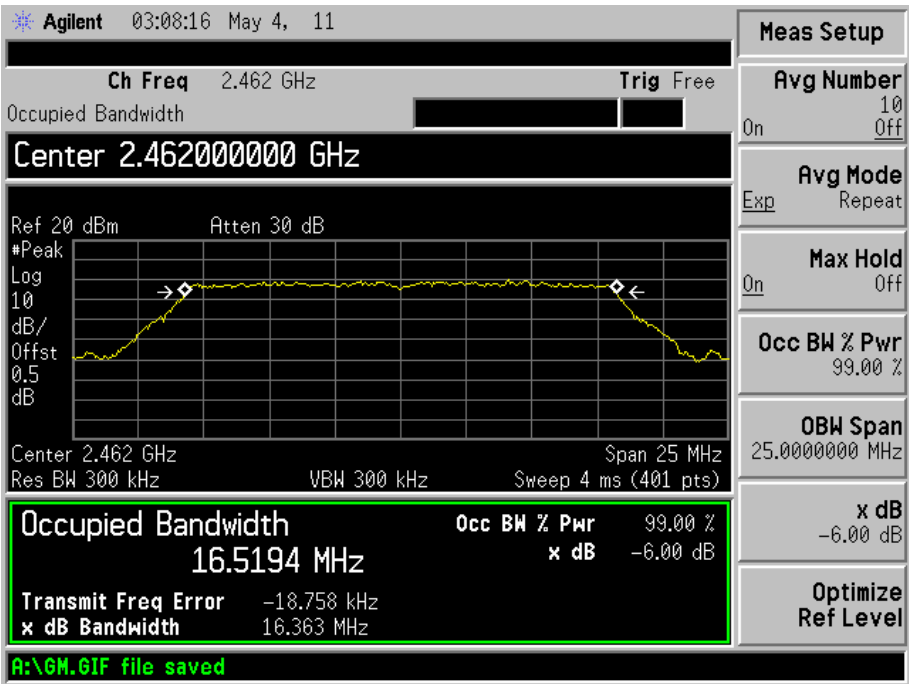 Agilent 03:08:16 May 4, 11
Meas Setup
Ch Freq 2.462 GHz Trig Free
Occupied Bandwidth
Avg Number
10
On Off
Center 2.462000000 GHz
Avg Mode
Exp Repeat
Ref 20 dBm Atten 30 dB
#Peak
Log
10
dB/
Offst
0.5
dB
Max Hold
On Off
Occ BW % Pwr
99.00 %
OBW Span
25.0000000 MHz
Center 2.462 GHz Span 25 MHz
Res BW 300 kHz VBW 300 kHz Sweep 4 ms (401 pts)
x dB
-6.00 dB
Occupied Bandwidth Occ BW % Pwr 99.00 %
16.5194 MHz x dB -6.00 dB
Optimize
Ref Level
Transmit Freq Error -18.758 kHz
x dB Bandwidth 16.363 MHz
A:\GM.GIF file saved